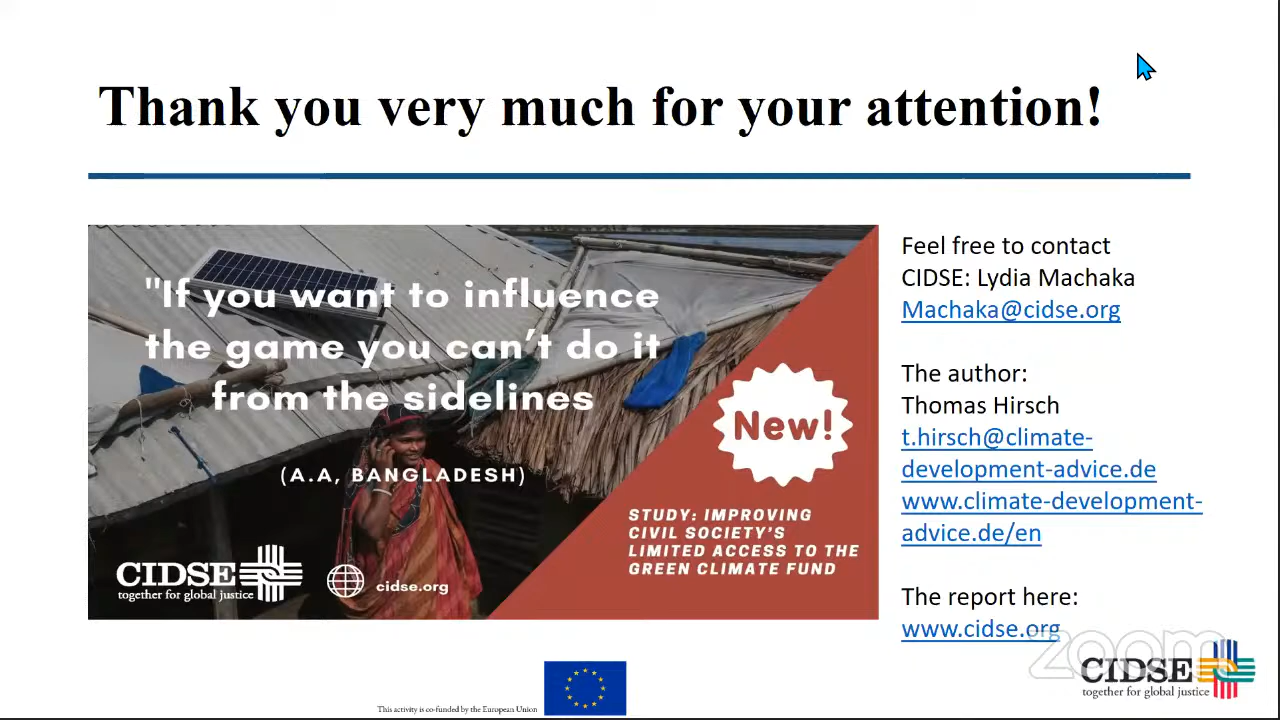 Thank you very much for your attention!
"If you want to influence
the game you can't do it
from the sidelines
(A.A, BANGLADESH)
New!
STUDY: IMPROVING
CIVIL SOCIETY'S
LIMITED ACCESS TO THE
GREEN CLIMATE FUND
CIDSE
together for global justice
cidse.org
Feel free to contact
CIDSE: Lydia Machaka
Machaka@cidse.org
The author:
Thomas Hirsch
t.hirsch@climate-
development-advice.de
www.climate-development-
advice.de/en
The report here:
www.cidse.org
zoom
CIDSE
together for global justice
This activity is co-funded by the European Union